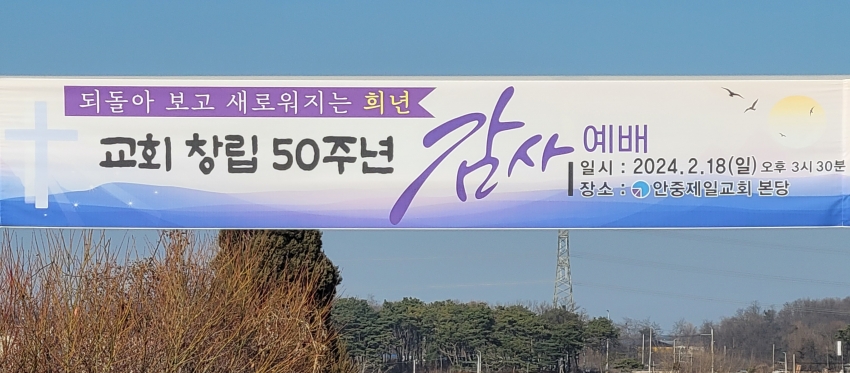 되돌아 보고 새로워지는 희년
교회 창립 50주년 감사 예배
일시 : 2024.2.18(일) 오후 3시 30분
장소 : 안중제일교회 본당